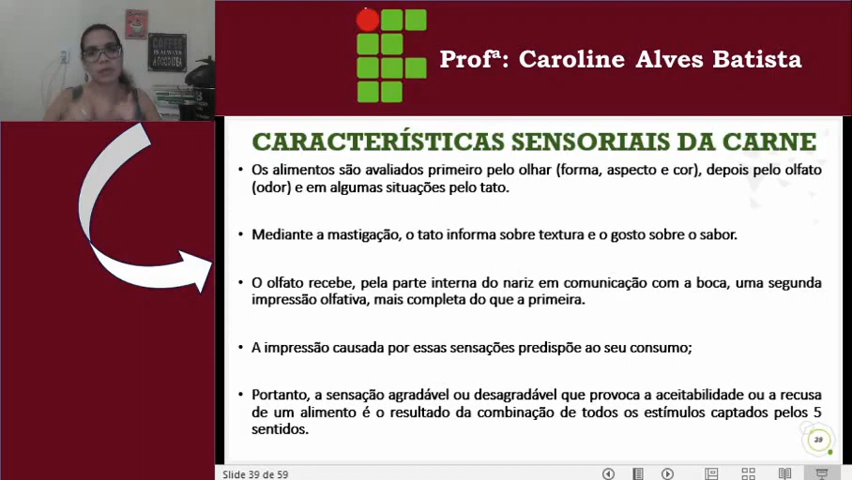 Profª: Caroline Alves Batista
CARACTERÍSTICAS SENSORIAIS DA CARNE
• Os alimentos são avaliados primeiro pelo olhar (forma, aspecto e cor), depois pelo olfato
(odor) e em algumas situações pelo tato.
• Mediante a mastigação, o tato informa sobre textura e o gosto sobre o sabor.
• O olfato recebe, pela parte interna do nariz em comunicação com a boca, uma segunda
impressão olfativa, mais completa do que a primeira.
• A impressão causada por essas sensações predispõe ao seu consumo;
• Portanto, a sensação agradável ou desagradável que provoca a aceitabilidade ou a recusa
de um alimento é o resultado da combinação de todos os estímulos captados pelos 5
sentidos.
39
Slide 39 de 59